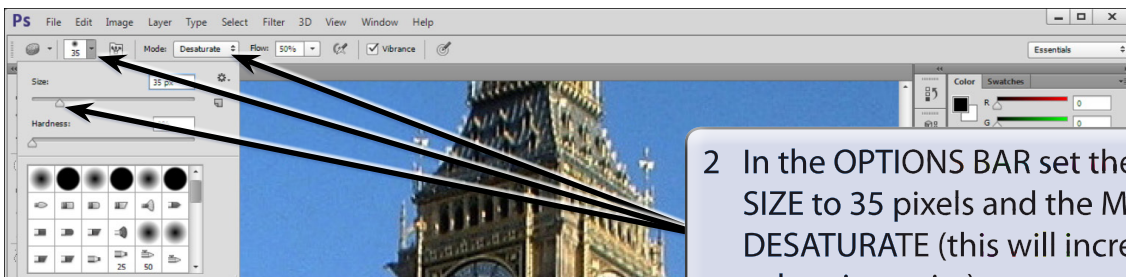 Ps File Edit Image Layer Type Select Filter 3D View Window Help
35 Mode: Desaturate Flow: 50% Vibrance Essentials
Size: 35 px
Hardness:
25 50
Color Swatches
R 0
G 0
2 In the OPTIONS BAR set the
SIZE to 35 pixels and the M
DESATURATE (this will incre